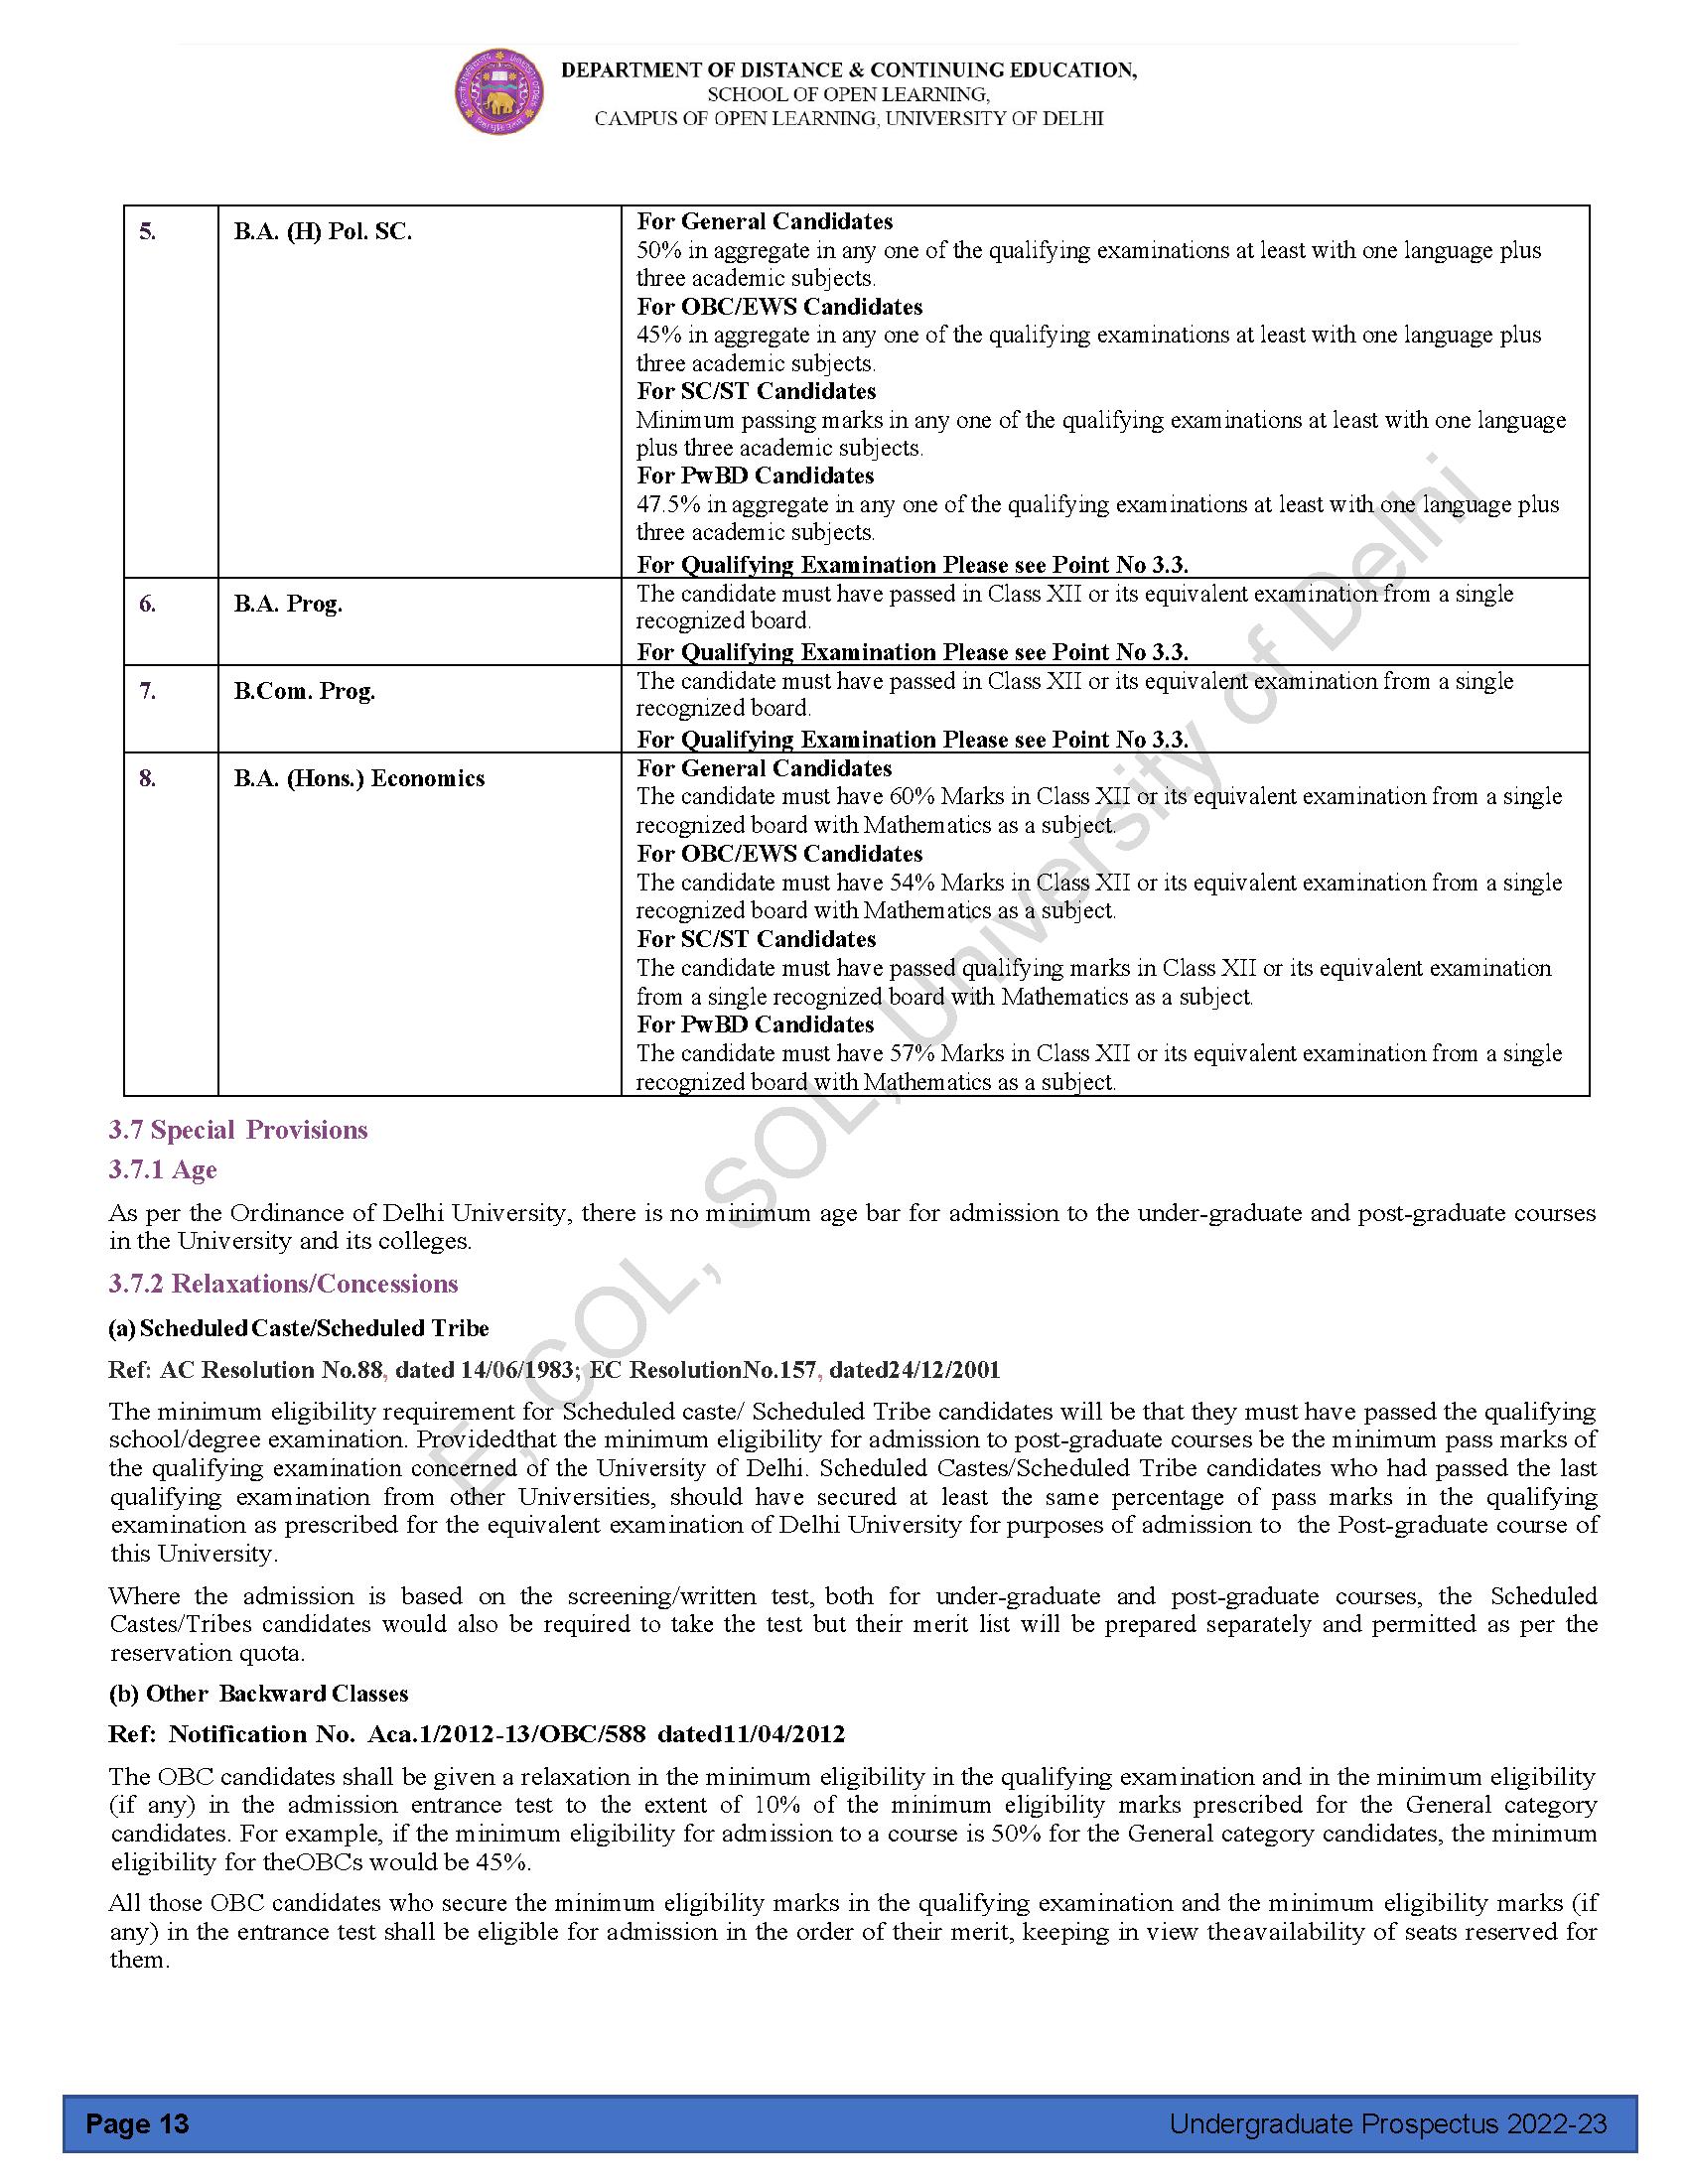 DEPARTMENT OF DISTANCE & CONTINUING EDUCATION,
SCHOOL OF OPEN LEARNING,
CAMPUS OF OPEN LEARNING, UNIVERSITY OF DELHI
5.
B.A. (H) Pol. SC.
For General Candidates
50% in aggregate in any one of the qualifying examinations at least with one language plus
three academic subjects.
For OBC/EWS Candidates
45% in aggregate in any one of the qualifying examinations at least with one language plus
three academic subjects.
For SC/ST Candidates
Minimum passing marks in any one of the qualifying examinations at least with one language
plus three academic subjects.
For PwBD Candidates
47.5% in aggregate in any one of the qualifying examinations at least with one language plus
three academic subjects.
For Qualifying Examination Please see Point No 3.3.
6.
B.A. Prog.
The candidate must have passed in Class XII or its equivalent examination from a single
recognized board.
For Qualifying Examination Please see Point No 3.3.
7.
B.Com. Prog.
The candidate must have passed in Class XII or its equivalent examination from a single
recognized board.
For Qualifying Examination Please see Point No 3.3.
8.
B.A. (Hons.) Economics
For General Candidates
The candidate must have 60% Marks in Class XII or its equivalent examination from a single
recognized board with Mathematics as a subject.
For OBC/EWS Candidates
The candidate must have 54% Marks in Class XII or its equivalent examination from a single
recognized board with Mathematics as a subject.
For SC/ST Candidates
The candidate must have passed qualifying marks in Class XII or its equivalent examination
from a single recognized board with Mathematics as a subject.
For PwBD Candidates
The candidate must have 57% Marks in Class XII or its equivalent examination from a single
recognized board with Mathematics as a subject.
3.7 Special Provisions
3.7.1 Age
As per the Ordinance of Delhi University, there is no minimum age bar for admission to the under-graduate and post-graduate courses
in the University and its colleges.
3.7.2 Relaxations/Concessions
(a) Scheduled Caste/Scheduled Tribe
Ref: AC Resolution No.88, dated 14/06/1983; EC ResolutionNo.157, dated24/12/2001
The minimum eligibility requirement for Scheduled caste/ Scheduled Tribe candidates will be that they must have passed the qualifying
school/degree examination. Providedthat the minimum eligibility for admission to post-graduate courses be the minimum pass marks of
the qualifying examination concerned of the University of Delhi. Scheduled Castes/Scheduled Tribe candidates who had passed the last
qualifying examination from other Universities, should have secured at least the same percentage of pass marks in the qualifying
examination as prescribed for the equivalent examination of Delhi University for purposes of admission to the Post-graduate course of
this University.
Where the admission is based on the screening/written test, both for under-graduate and post-graduate courses, the Scheduled
Castes/Tribes candidates would also be required to take the test but their merit list will be prepared separately and permitted as per the
reservation quota.
(b) Other Backward Classes
Ref: Notification No. Aca.1/2012-13/OBC/588 dated11/04/2012
The OBC candidates shall be given a relaxation in the minimum eligibility in the qualifying examination and in the minimum eligibility
(if any) in the admission entrance test to the extent of 10% of the minimum eligibility marks prescribed for the General category
candidates. For example, if the minimum eligibility for admission to a course is 50% for the General category candidates, the minimum
eligibility for theOBCs would be 45%.
All those OBC candidates who secure the minimum eligibility marks in the qualifying examination and the minimum eligibility marks (if
any) in the entrance test shall be eligible for admission in the order of their merit, keeping in view theavailability of seats reserved for
them.
E, COL, SOL, University of Delhi
Page 13
Undergraduate Prospectus 2022-23